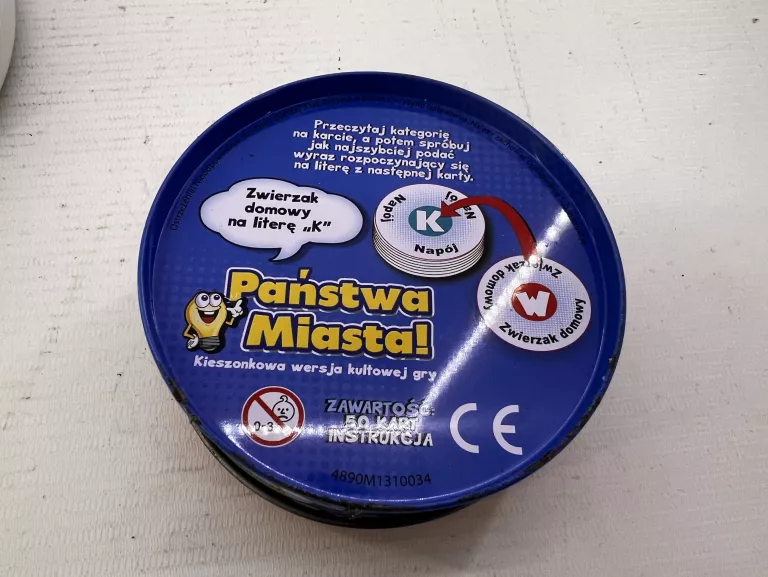 Przeczytaj kategorię
na karcie, a potem spróbuj
jak najszybciej podać
wyraz rozpoczynający się
na literę z następnej karty.
Zwierzak
domowy
na literę „K”
Napój
Napój
K
Napój
Zwierzak domowy
W
Zwierzak domowy
Państwa
Miasta!
Kieszonkowa wersja kultowej gry
0-3
ZAWARTOŚĆ:
50 KART
INSTRUKCJA
CE
4890M1310034